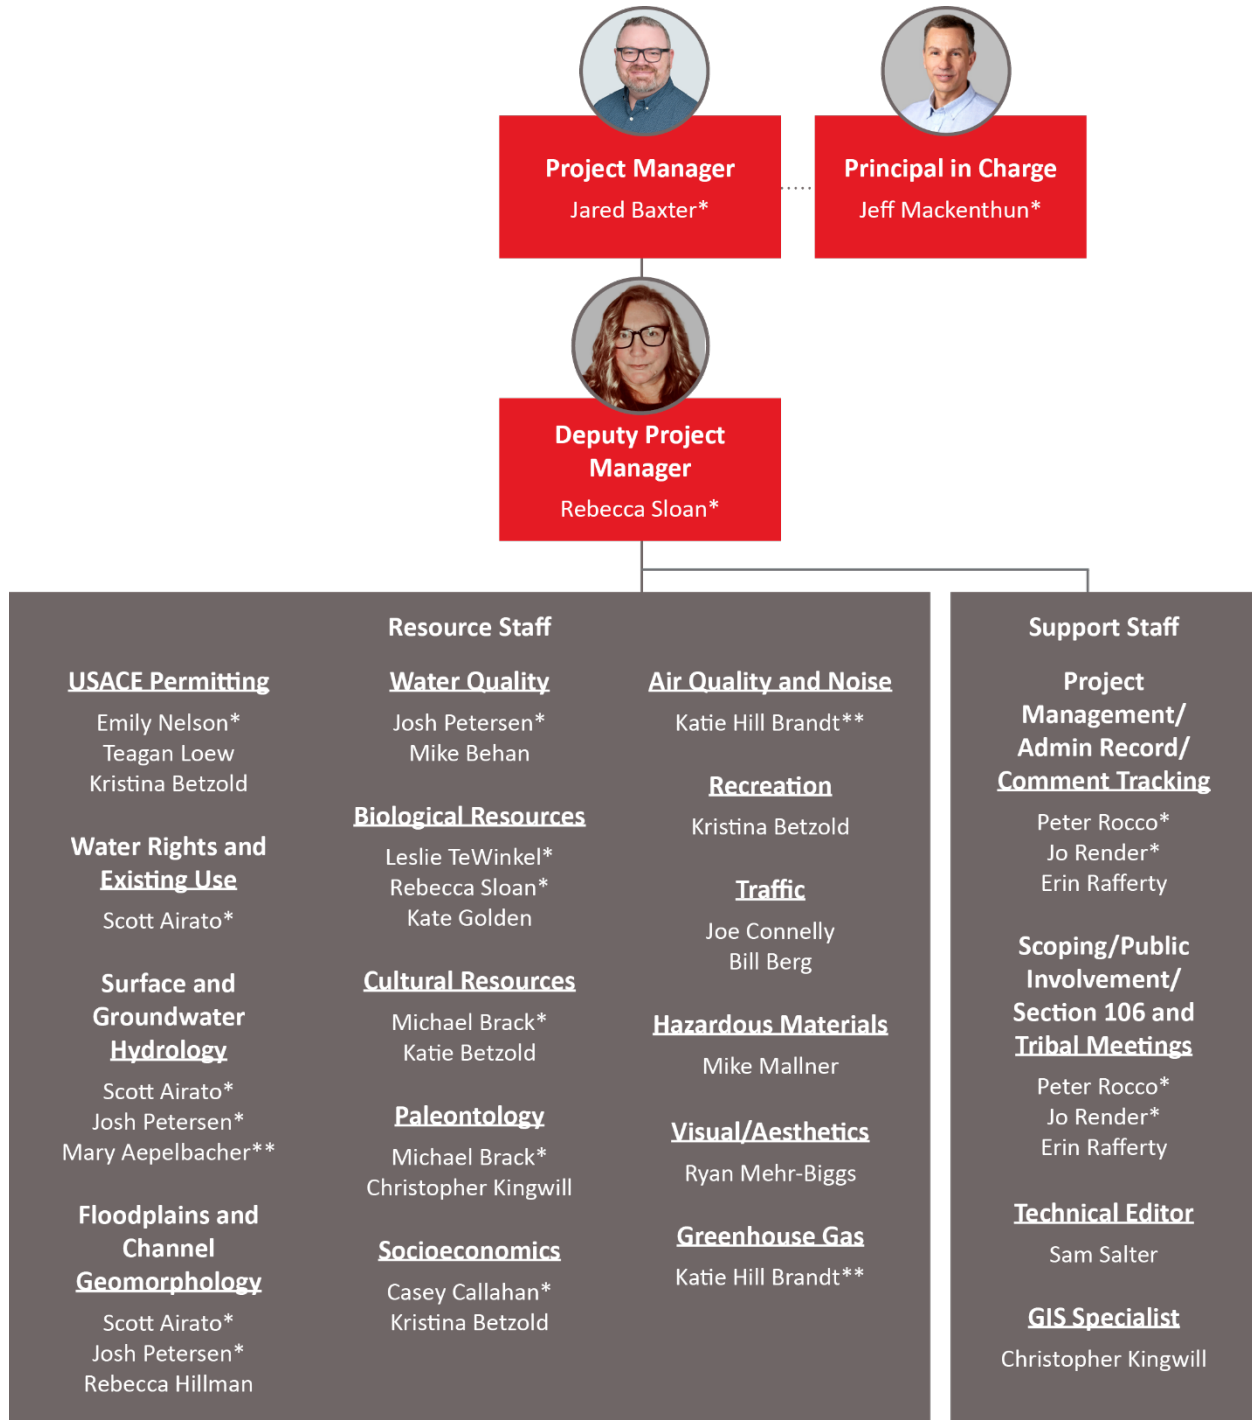 Project Manager
Jared Baxter*
Principal in Charge
Jeff Mackenthun*
Deputy Project
Manager
Rebecca Sloan*
Resource Staff
USACE Permitting
Emily Nelson*
Teagan Loew
Kristina Betzold
Water Rights and
Existing Use
Scott Airato*
Surface and
Groundwater
Hydrology
Scott Airato*
Josh Petersen*
Mary Aepelbacher**
Floodplains and
Channel
Geomorphology
Scott Airato*
Josh Petersen*
Rebecca Hillman
Water Quality
Josh Petersen*
Mike Behan
Biological Resources
Leslie TeWinkel*
Rebecca Sloan*
Kate Golden
Cultural Resources
Michael Brack*
Katie Betzold
Paleontology
Michael Brack*
Christopher Kingwill
Socioeconomics
Casey Callahan*
Kristina Betzold
Air Quality and Noise
Katie Hill Brandt**
Recreation
Kristina Betzold
Traffic
Joe Connelly
Bill Berg
Hazardous Materials
Mike Mallner
Visual/Aesthetics
Ryan Mehr-Biggs
Greenhouse Gas
Katie Hill Brandt**
Support Staff
Project
Management/
Admin Record/
Comment Tracking
Peter Rocco*
Jo Render*
Erin Rafferty
Scoping/Public
Involvement/
Section 106 and
Tribal Meetings
Peter Rocco*
Jo Render*
Erin Rafferty
Technical Editor
Sam Salter
GIS Specialist
Christopher Kingwill